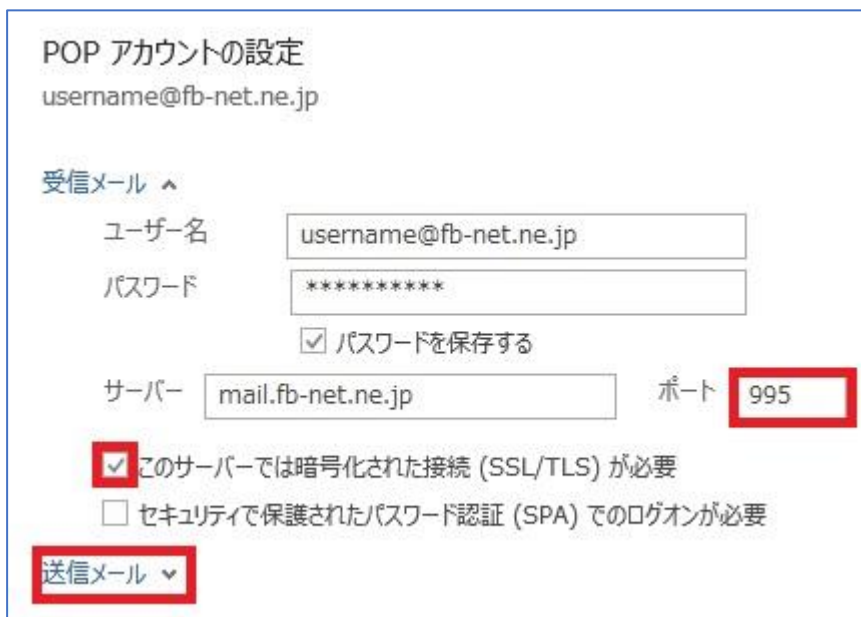 POP アカウントの設定
username@fb-net.ne.jp
受信メール
ユーザー名 username@fb-net.ne.jp
パスワード **********
パスワードを保存する
サーバー mail.fb-net.ne.jp ポート 995
このサーバーでは暗号化された接続 (SSL/TLS) が必要
セキュリティで保護されたパスワード認証 (SPA) でのログオンが必要
送信メール